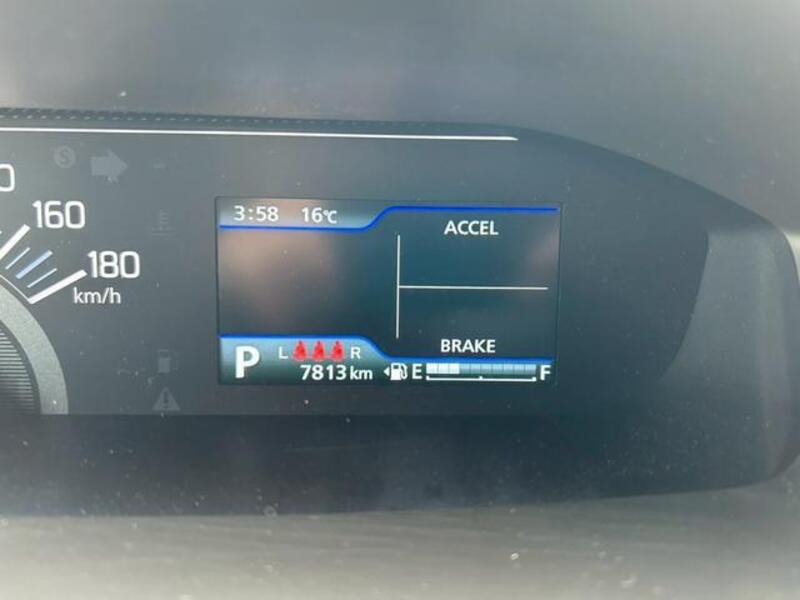 160
180
km/h
3:58 16℃
ACCEL
BRAKE
P
L R
7813 km
E F